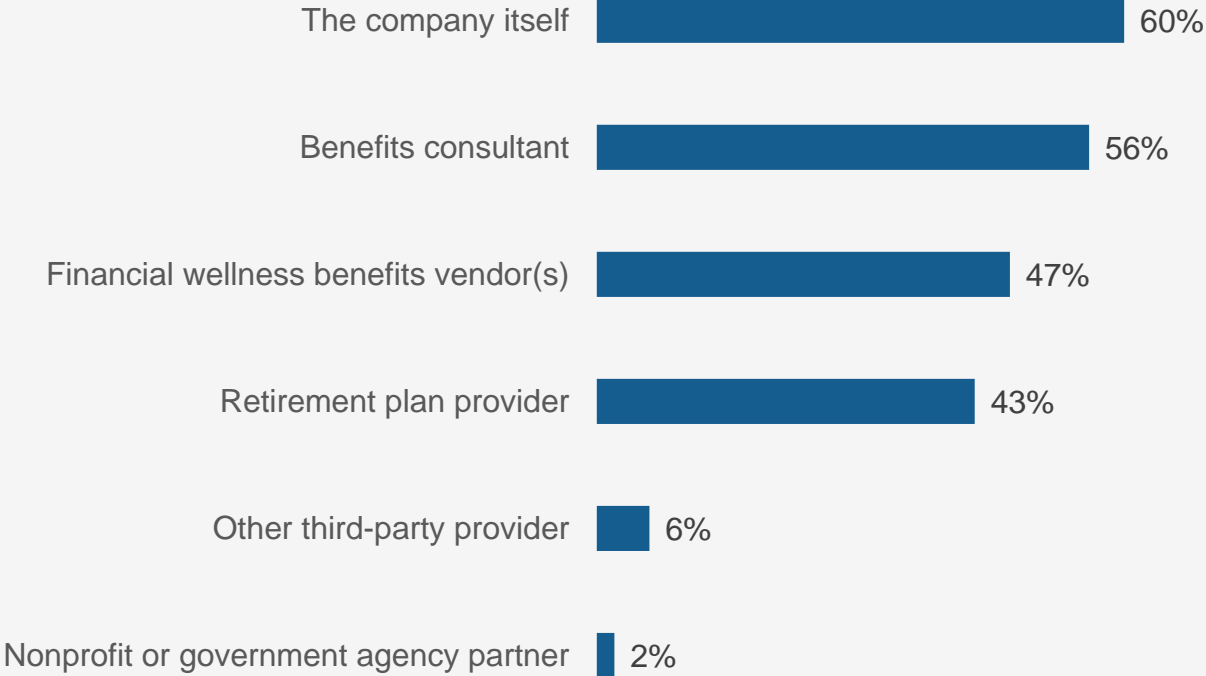 The company itself 60%
Benefits consultant 56%
Financial wellness benefits vendor(s) 47%
Retirement plan provider 43%
Other third-party provider 6%
Nonprofit or government agency partner 2%